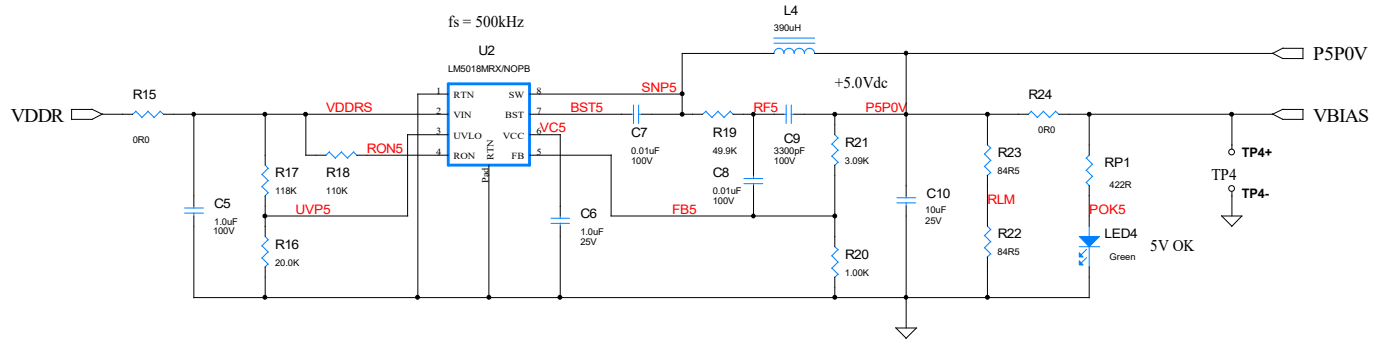 fs = 500kHz
L4
390uH
U2
LM5018MRX/NOPB
P5P0V
+5.0Vdc
SNP5
1
RTN
SW
8
R15
VDDRS
BST5
RF5
P5P0V
R24
VDDR
2
VIN
BST
7
VBIAS
0R0
3
UVLO
VCC
6
VC5
C7
0.01uF
100V
R19
49.9K
C9
3300pF
100V
R21
3.09K
0R0
RON5
4
RON
RTN
FB
5
Pad
R17
118K
R18
110K
C8
0.01uF
100V
R23
84R5
RP1
422R
TP4+
TP4
TP4-
C5
1.0uF
100V
UVP5
C6
1.0uF
25V
FB5
C10
10uF
25V
RLM
POK5
R16
20.0K
R20
1.00K
R22
84R5
LED4
Green
5V OK